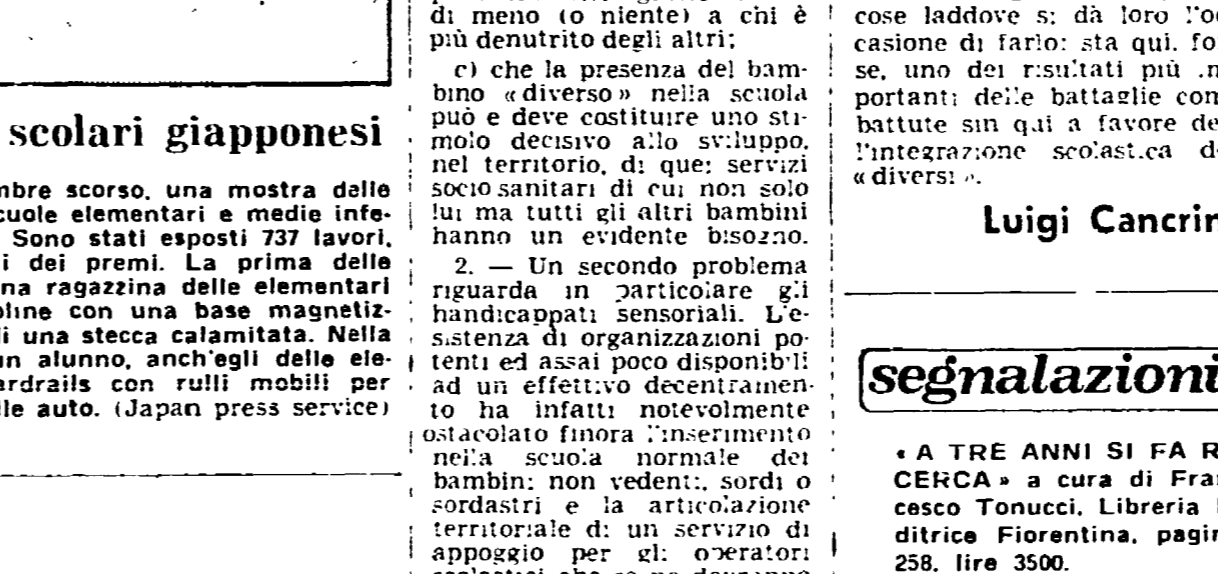 scolari giapponesi
mbre scorso, una mostra delle
cuole elementari e medie infe-
Sono stati esposti 737 lavori,
i dei premi. La prima delle
na ragazzina delle elementari
oline con una base magnetiz-
i una stecca calamitata. Nella
un alunno, anch'egli delle ele-
ardrails con rulli mobili per
lle auto. (Japan press service)
di meno (o niente) a chi è
più denutrito degli altri;
c) che la presenza del bam-
bino «diverso» nella scuola
può e deve costituire uno sti-
molo decisivo allo sviluppo,
nel territorio, di quei servizi
socio sanitari di cui non solo
lui ma tutti gli altri bambini
hanno un evidente bisogno.
2. — Un secondo problema
riguarda in particolare gli
handicappati sensoriali. L'e-
sistenza di organizzazioni po-
tenti ed assai poco disponibili
ad un effettivo decentramen-
to ha infatti notevolmente
ostacolato finora l'inserimento
nella scuola normale dei
bambini non vedenti, sordi o
sordastri e la articolazione
territoriale di un servizio di
appoggio per gli operatori
cose laddove si dà loro l'oc
casione di farlo: sta qui, for
se, uno dei risultati più im
portanti delle battaglie com
battute sin qui a favore de
l'integrazione scolastica d
«diversi».
Luigi Cancrin
segnalazioni
«A TRE ANNI SI FA R
CERCA» a cura di Fran
cesco Tonucci, Libreria
ditrice Fiorentina, pagin
258, lire 3500.